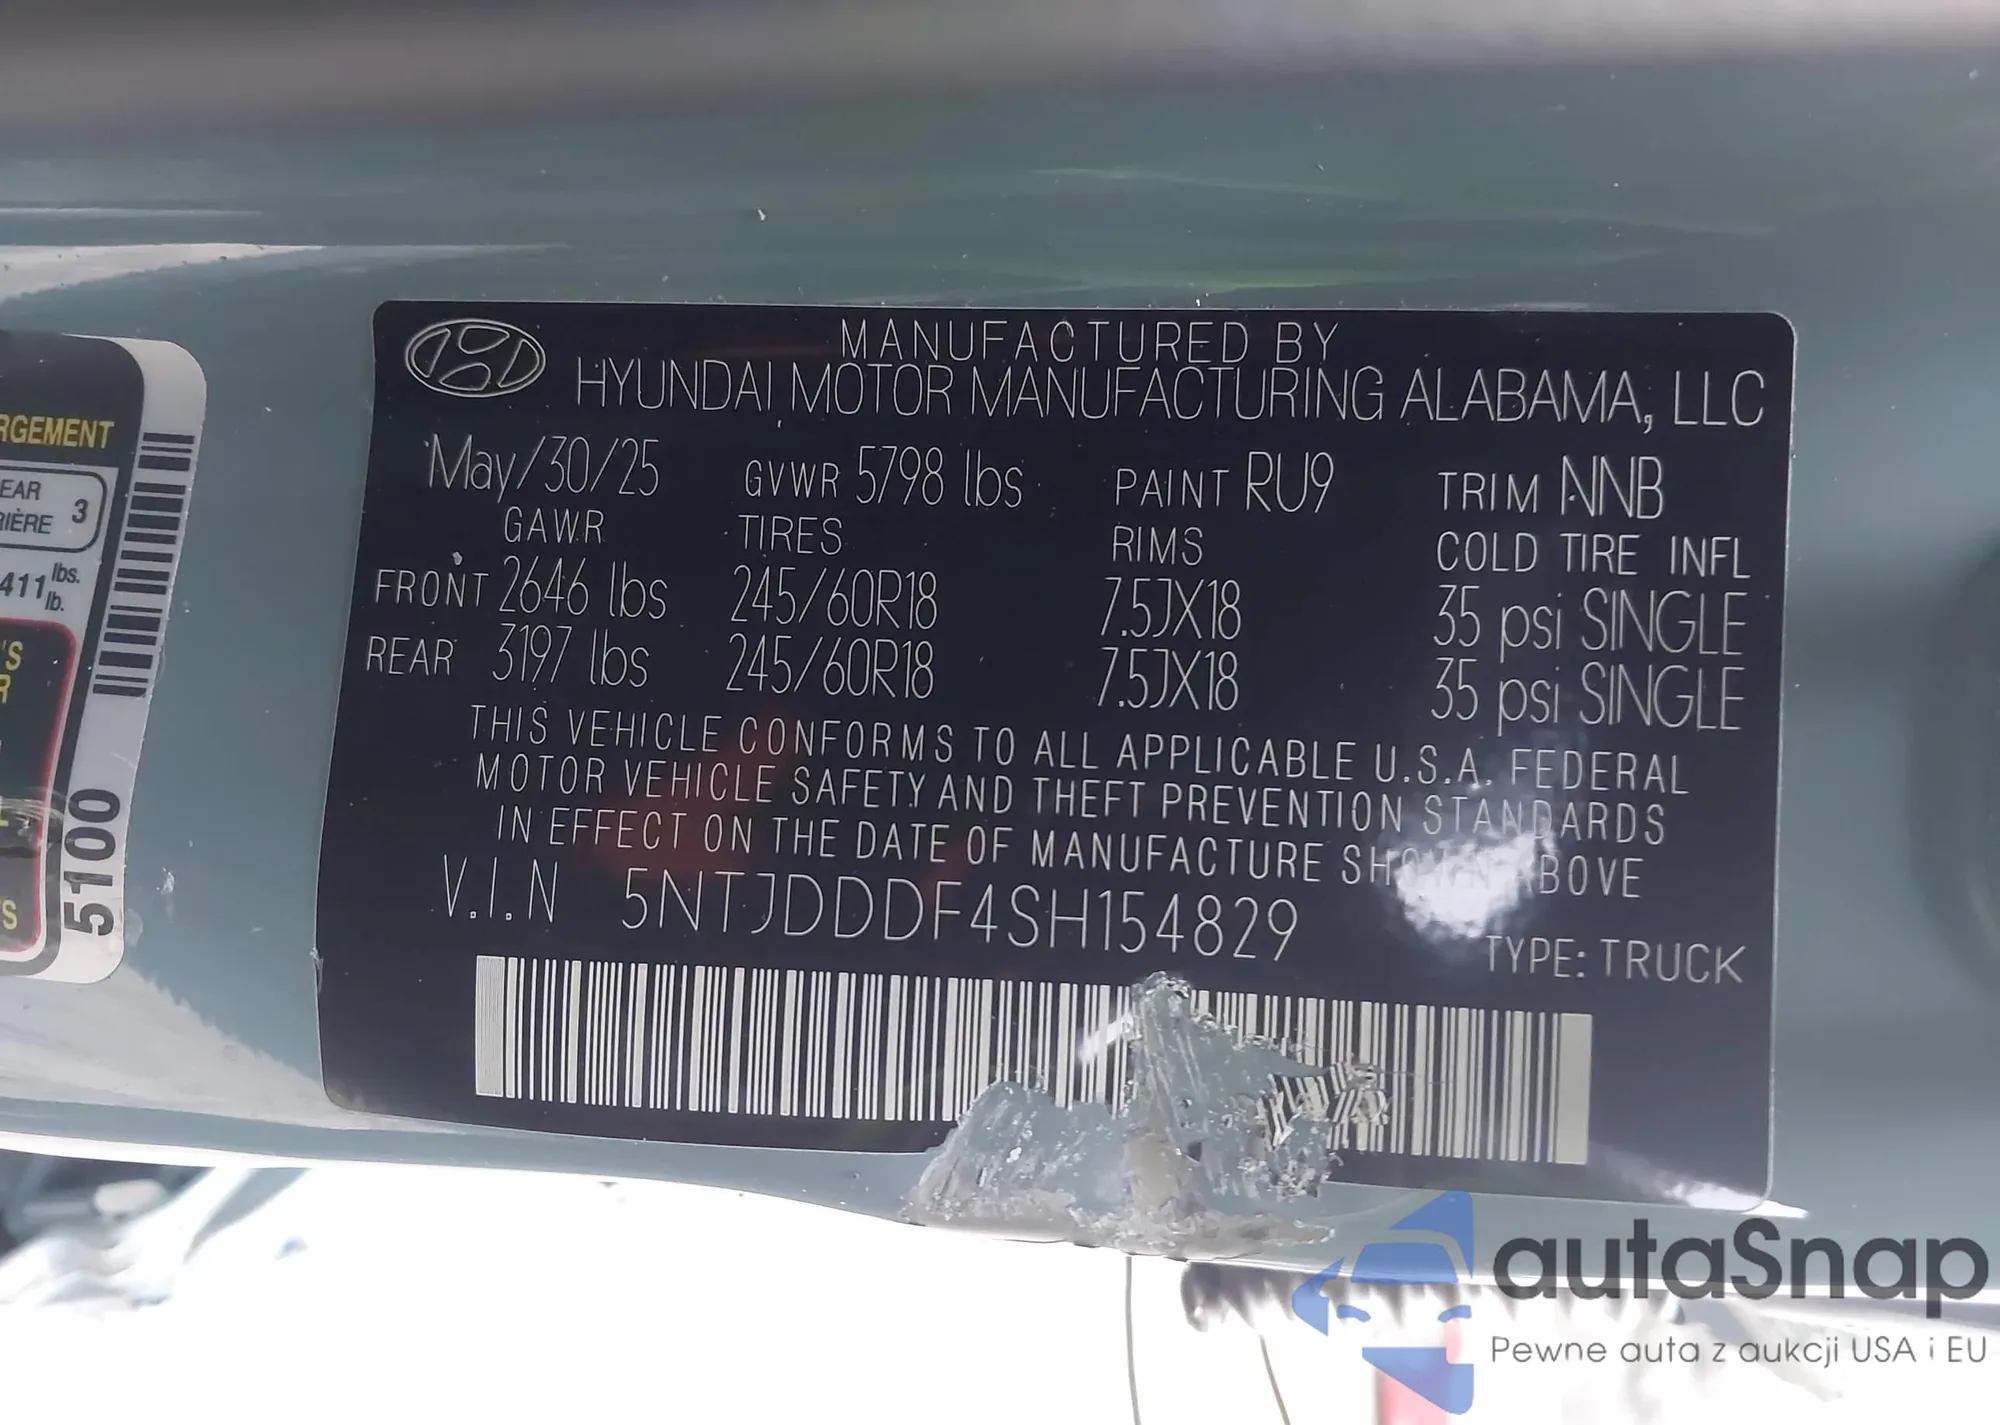 RGEMENT
EAR
RIÈRE 3
411 lbs.
lb.
'S
R
S
5100
MANUFACTURED BY
HYUNDAI MOTOR MANUFACTURING ALABAMA, LLC
May/30/25 GVWR 5798 lbs PAINT RU9 TRIM NNB
GAWR TIRES RIMS COLD TIRE INFL
FRONT 2646 lbs 245/60R18 7.5JX18 35 psi SINGLE
REAR 3197 lbs 245/60R18 7.5JX18 35 psi SINGLE
THIS VEHICLE CONFORMS TO ALL APPLICABLE U.S.A. FEDERAL
MOTOR VEHICLE SAFETY AND THEFT PREVENTION STANDARDS
IN EFFECT ON THE DATE OF MANUFACTURE SHOWN ABOVE
V.I.N 5NTJDDDF4SH154829
TYPE: TRUCK
autaSnap
Pewne auta z aukcji USA i EU